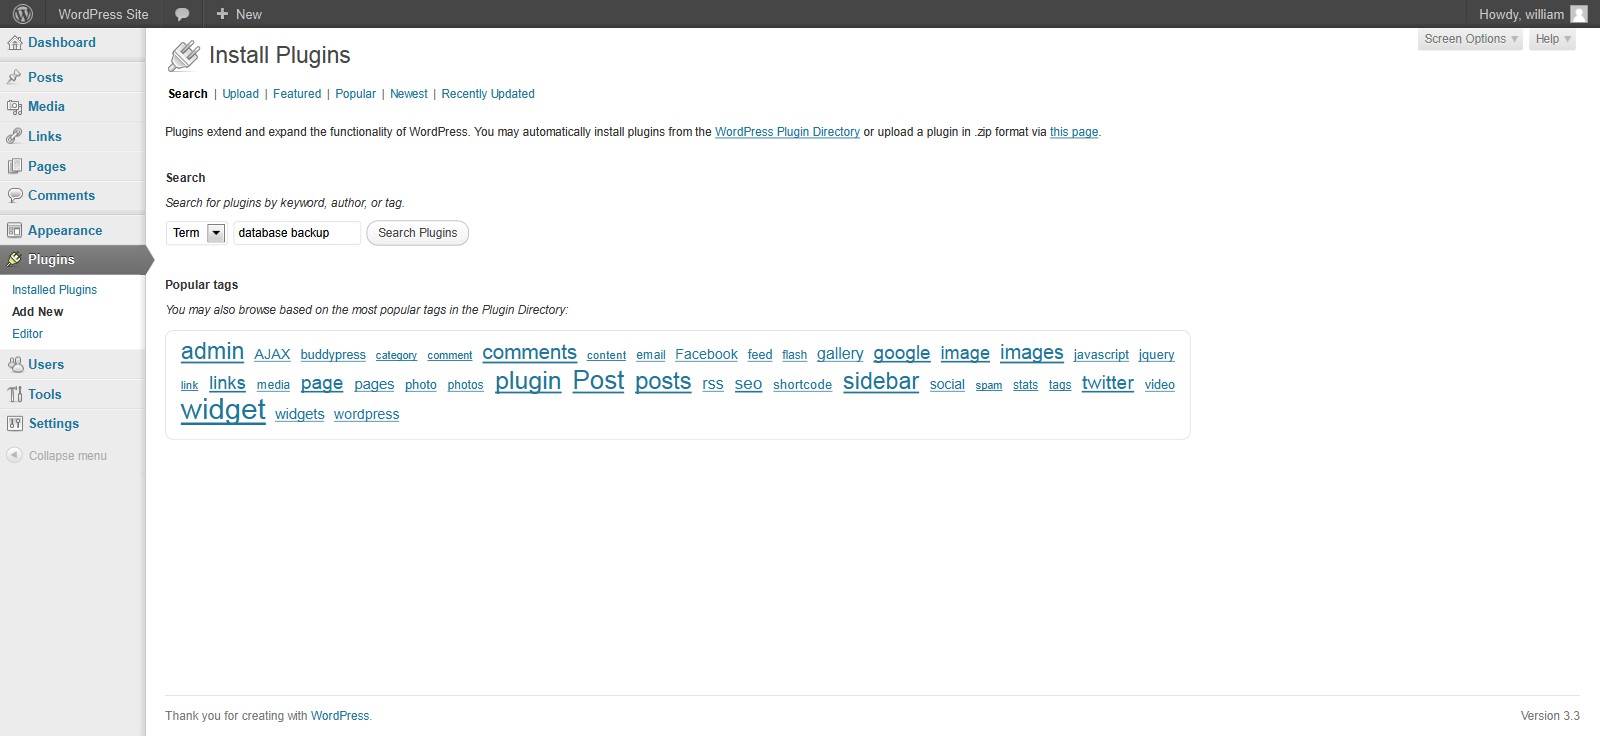 WordPress Site
New
Howdy, william
Dashboard
Posts
Media
Links
Pages
Comments
Appearance
Plugins
Installed Plugins
Add New
Editor
Users
Tools
Settings
Collapse menu
Screen Options
Help
Install Plugins
Search | Upload | Featured | Popular | Newest | Recently Updated
Plugins extend and expand the functionality of WordPress. You may automatically install plugins from the WordPress Plugin Directory or upload a plugin in .zip format via this page.
Search
Search for plugins by keyword, author, or tag.
Term database backup Search Plugins
Popular tags
You may also browse based on the most popular tags in the Plugin Directory:
admin AJAX buddypress category comment comments content email Facebook feed flash gallery google image images javascript jquery
link links media page pages photo photos plugin Post posts rss seo shortcode sidebar social spam stats tags twitter video
widget widgets wordpress
Thank you for creating with WordPress.
Version 3.3